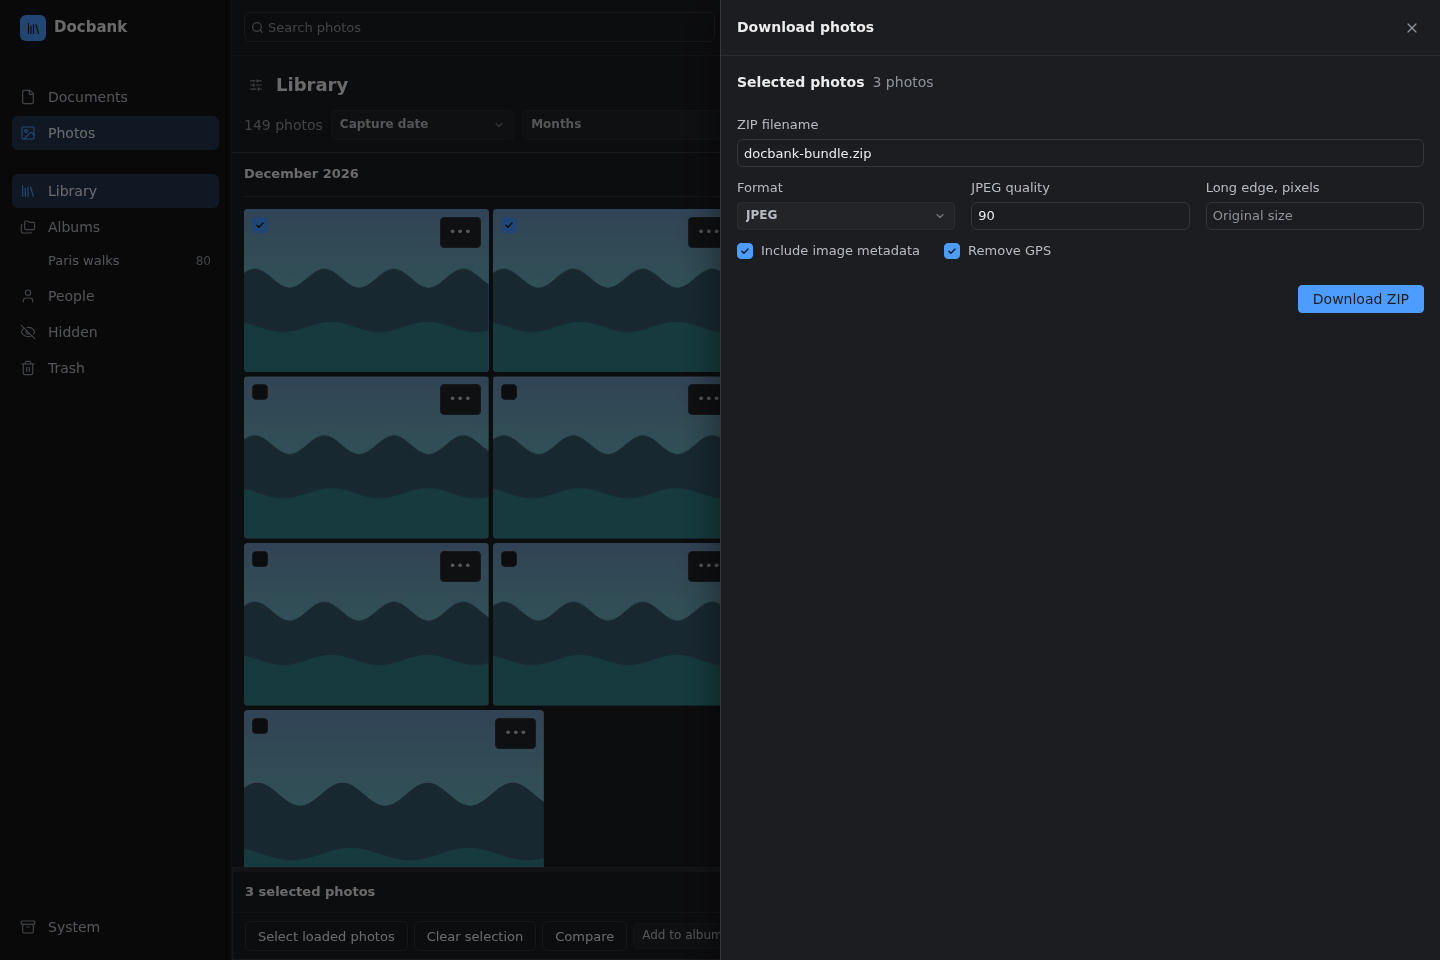 Docbank
Documents
Photos
Library
Albums
Paris walks 80
People
Hidden
Trash
System
Search photos
Library
149 photos Capture date Months
December 2026
3 selected photos
Select loaded photos Clear selection Compare Add to album
Download photos
Selected photos 3 photos
ZIP filename
docbank-bundle.zip
Format JPEG quality Long edge, pixels
JPEG 90 Original size
Include image metadata Remove GPS
Download ZIP